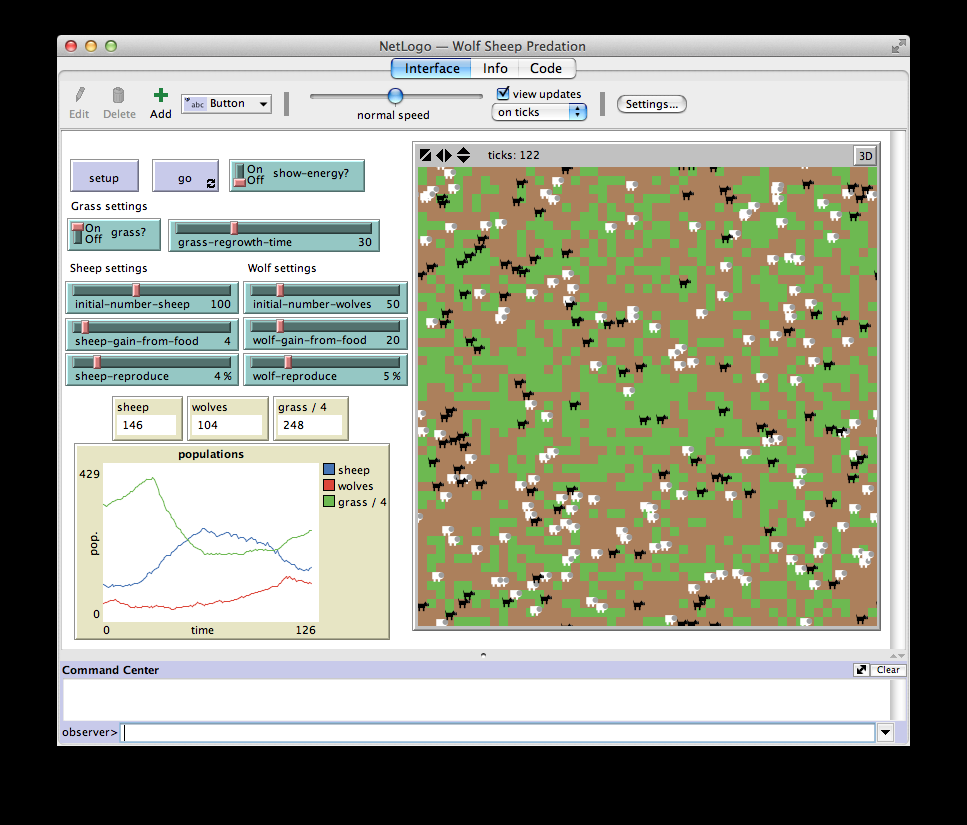 NetLogo — Wolf Sheep Predation
Interface Info Code
Edit Delete Add abc Button normal speed view updates on ticks Settings...
ticks: 122 3D
setup go On Off show-energy?
Grass settings
On Off grass? grass-regrowth-time 30
Sheep settings Wolf settings
initial-number-sheep 100 initial-number-wolves 50
sheep-gain-from-food 4 wolf-gain-from-food 20
sheep-reproduce 4 % wolf-reproduce 5 %
sheep wolves grass / 4
146 104 248
populations
429 sheep
wolves
grass / 4
pop.
0
0 time 126
Command Center Clear
observer>